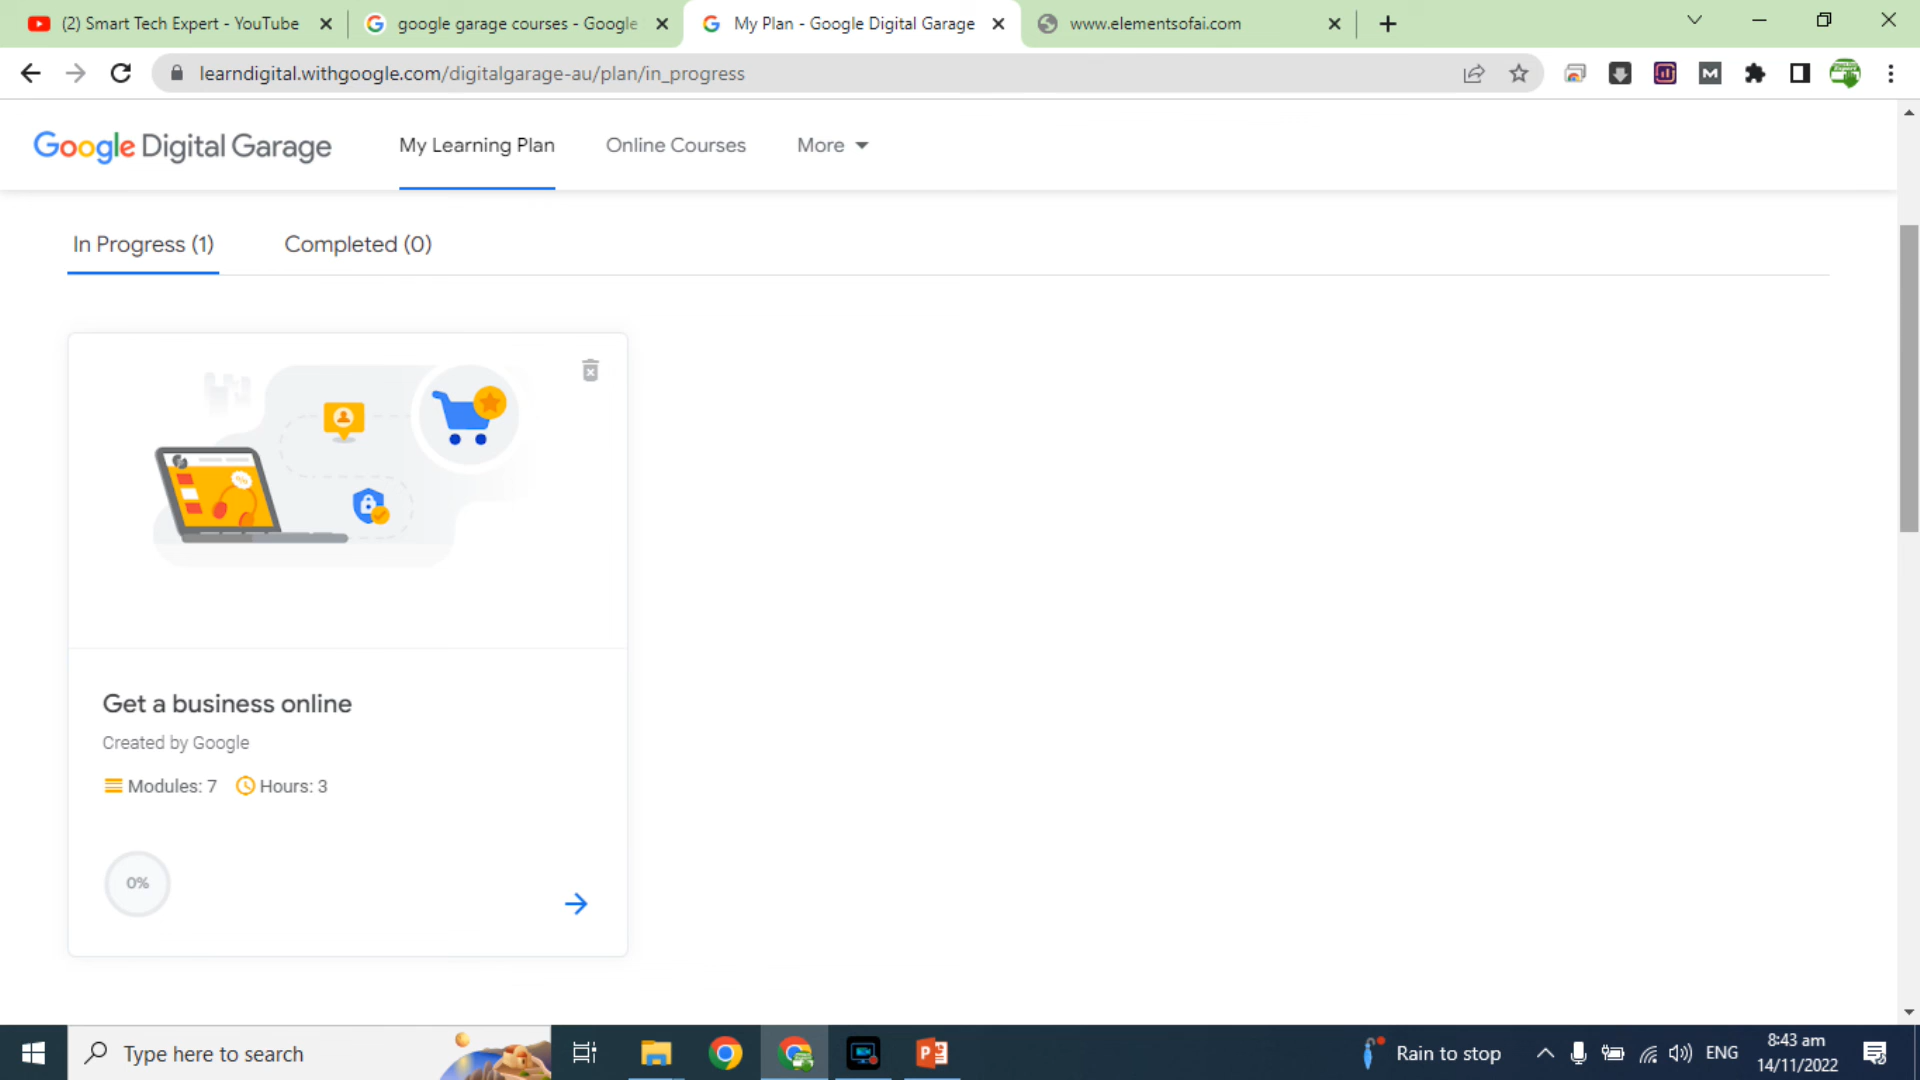 (2) Smart Tech Expert - YouTube
google garage courses - Google
My Plan - Google Digital Garage
www.elementsofai.com
learndigital.withgoogle.com/digitalgarage-au/plan/in_progress
Google Digital Garage
My Learning Plan
Online Courses
More
In Progress (1)
Completed (0)
Get a business online
Created by Google
Modules: 7
Hours: 3
0%
Type here to search
Rain to stop
ENG
8:43 am
14/11/2022